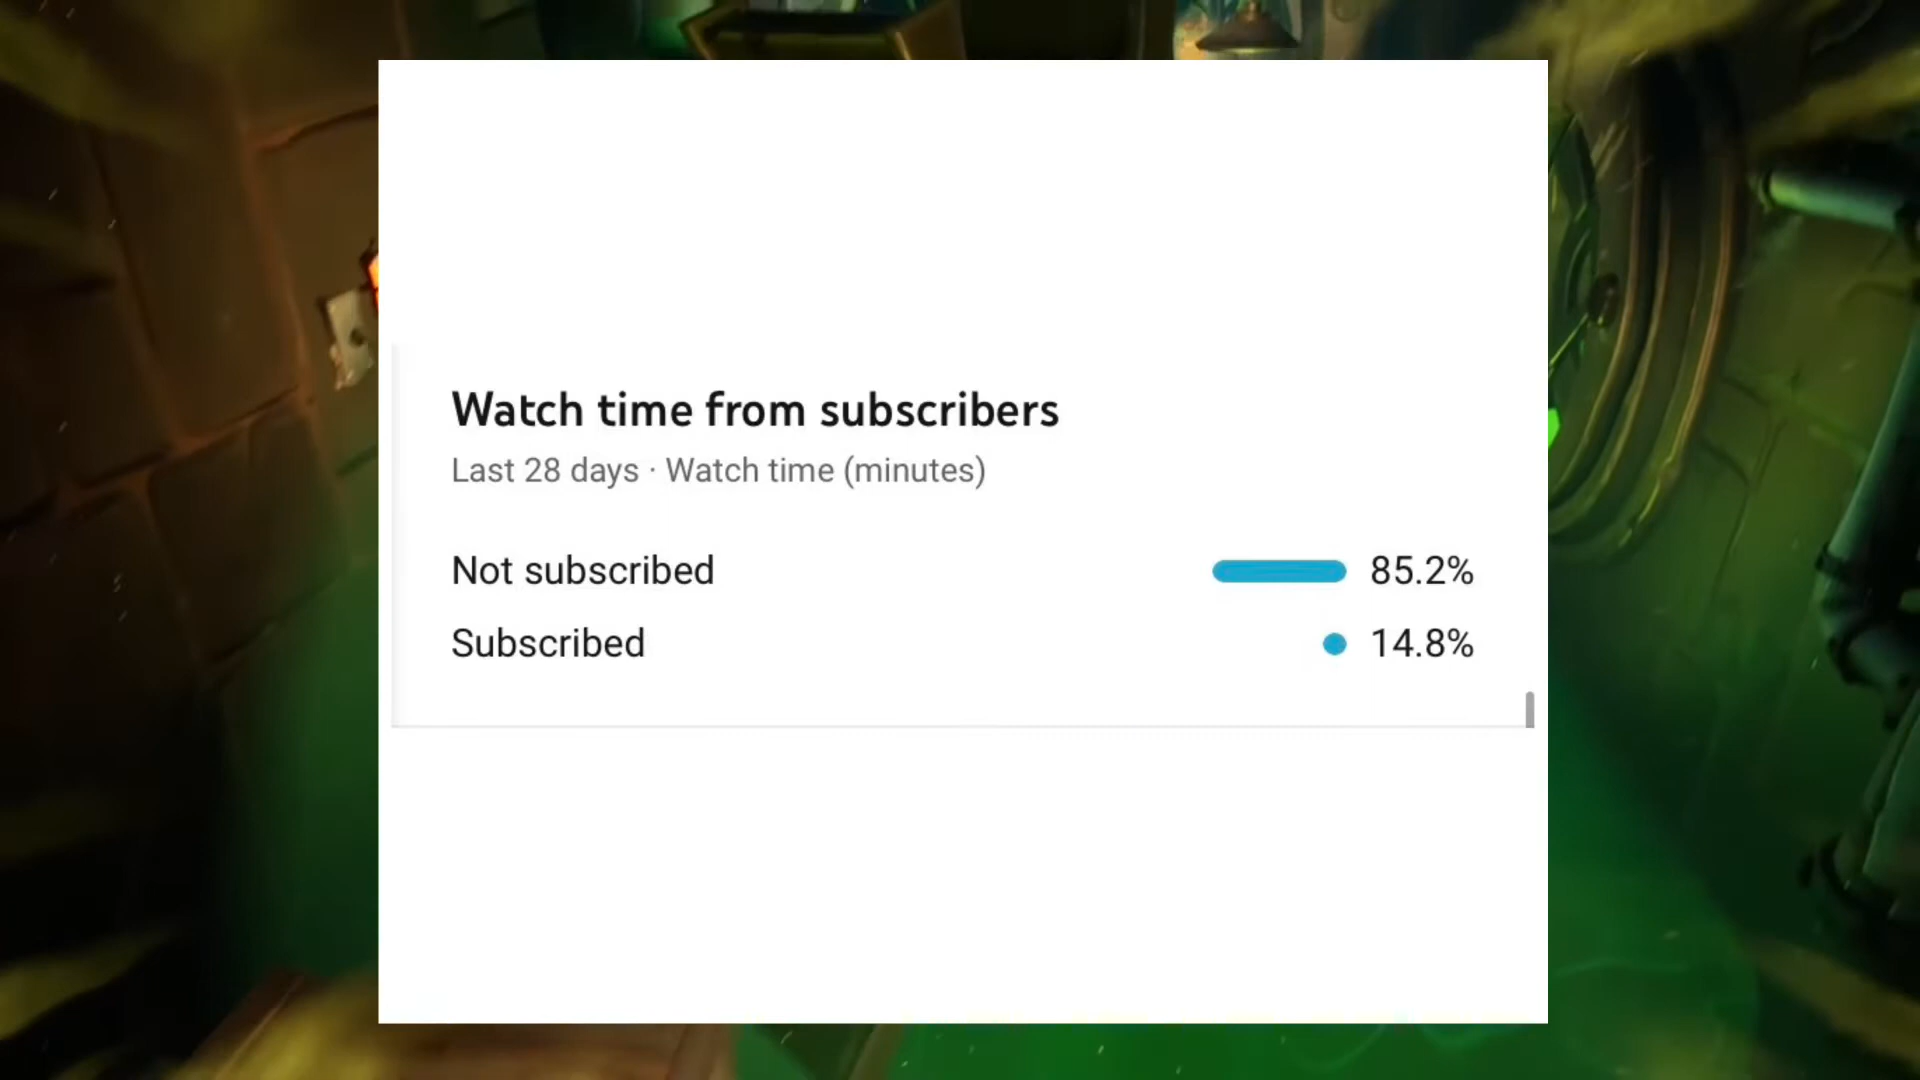 Watch time from subscribers
Last 28 days · Watch time (minutes)
Not subscribed 85.2%
Subscribed 14.8%